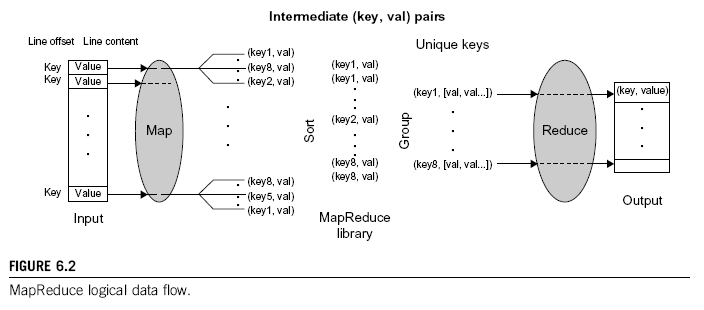 Intermediate (key, val) pairs
Line offset Line content
Unique keys
Key Value
Key Value
Key Value
Input
Map
(key1, val)
(key8, val)
(key2, val)
(key8, val)
(key5, val)
(key1, val)
Sort
(key1, val)
(key1, val)
(key2, val)
(key8, val)
(key8, val)
MapReduce
library
Group
(key1, [val, val...])
(key8, [val, val...])
Reduce
(key, value)
Output
FIGURE 6.2
MapReduce logical data flow.